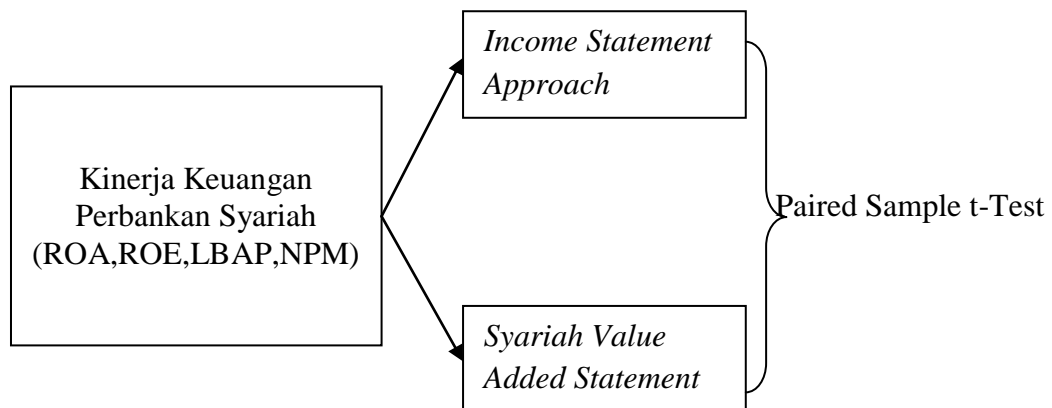 Income Statement
Approach
Kinerja Keuangan
Perbankan Syariah
(ROA,ROE,LBAP,NPM)
Paired Sample t-Test
Syariah Value
Added Statement